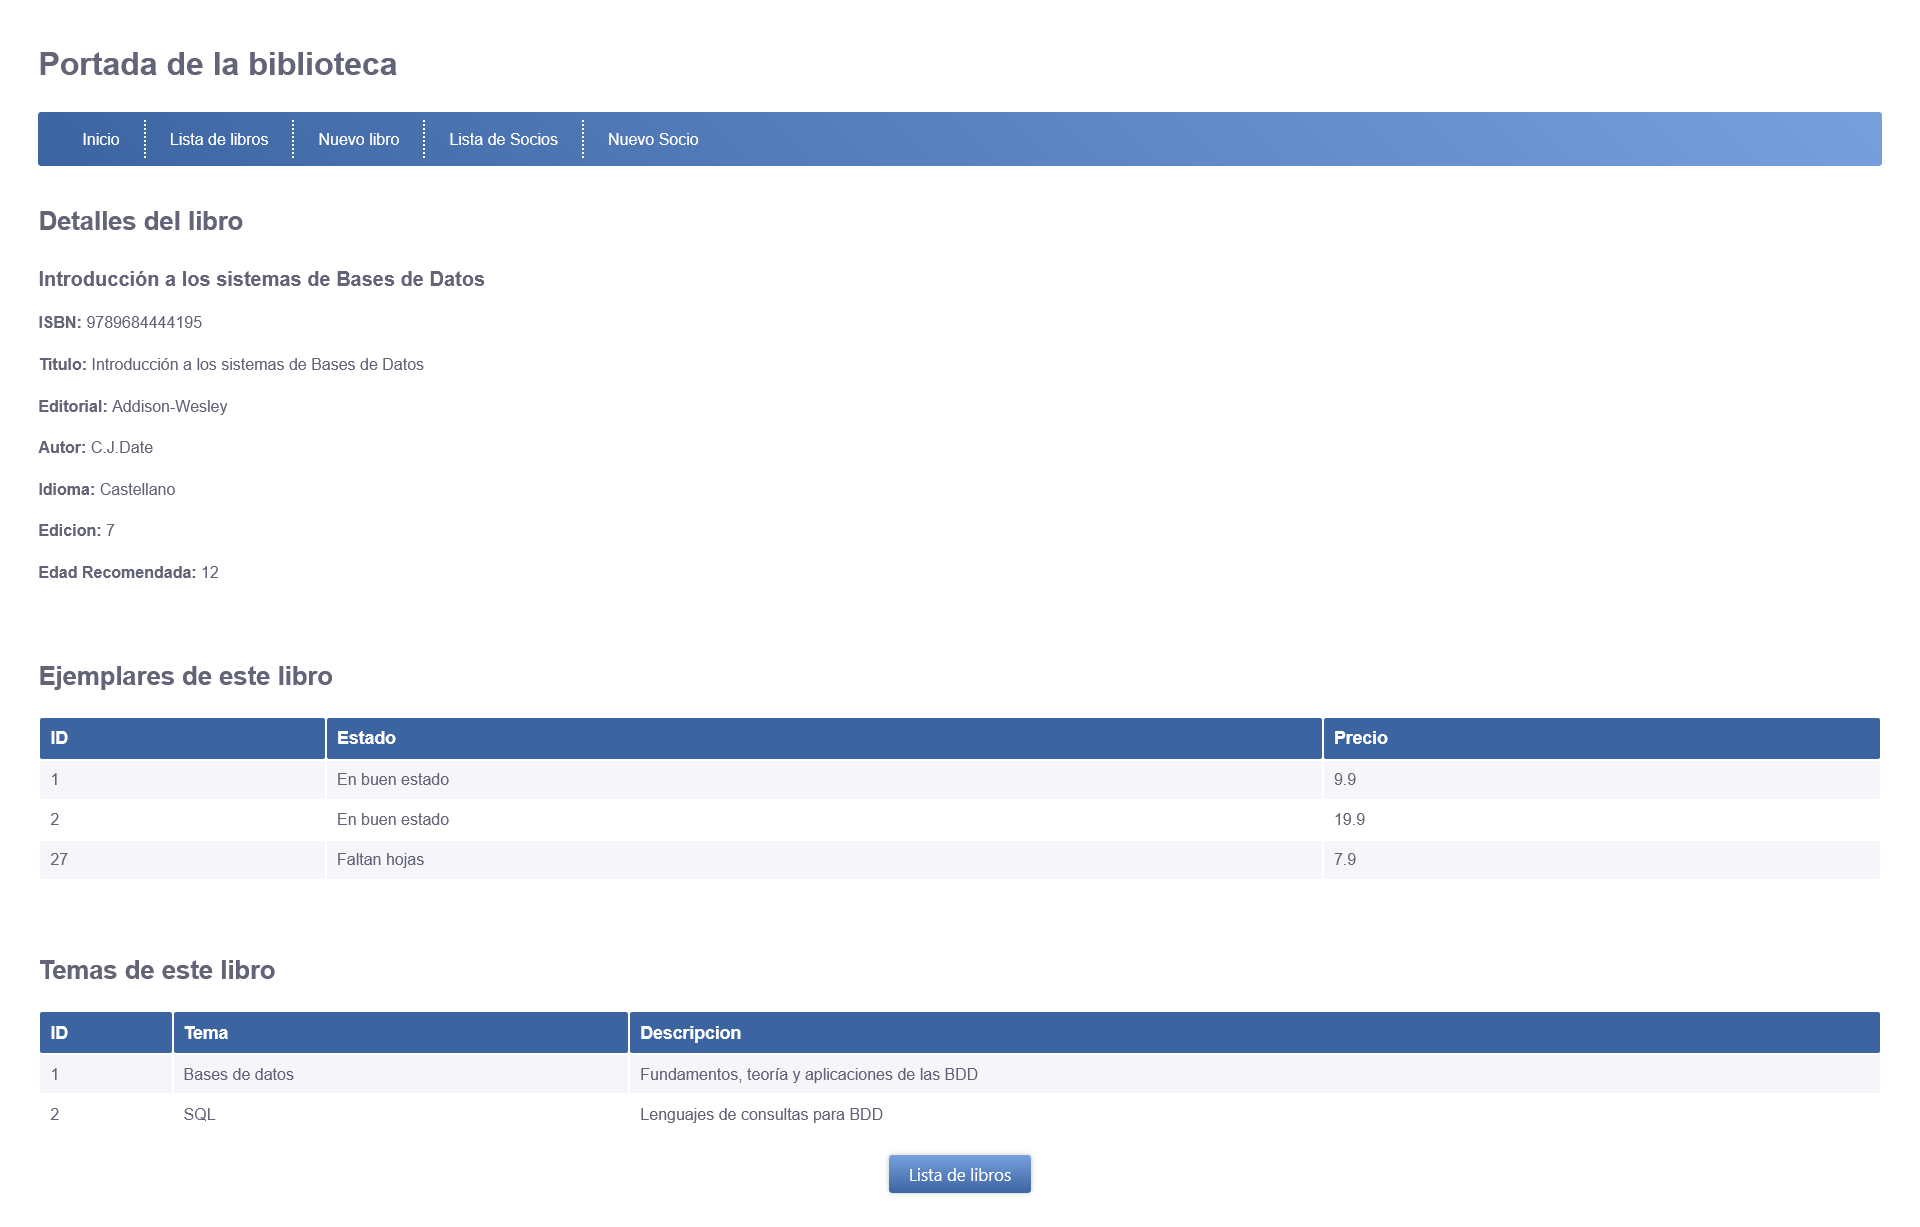 Portada de la biblioteca
Inicio Lista de libros Nuevo libro Lista de Socios Nuevo Socio
Detalles del libro
Introducción a los sistemas de Bases de Datos
ISBN: 9789684444195
Titulo: Introducción a los sistemas de Bases de Datos
Editorial: Addison-Wesley
Autor: C.J.Date
Idioma: Castellano
Edicion: 7
Edad Recomendada: 12
Ejemplares de este libro
ID Estado Precio
1 En buen estado 9.9
2 En buen estado 19.9
27 Faltan hojas 7.9
Temas de este libro
ID Tema Descripcion
1 Bases de datos Fundamentos, teoría y aplicaciones de las BDD
2 SQL Lenguajes de consultas para BDD
Lista de libros